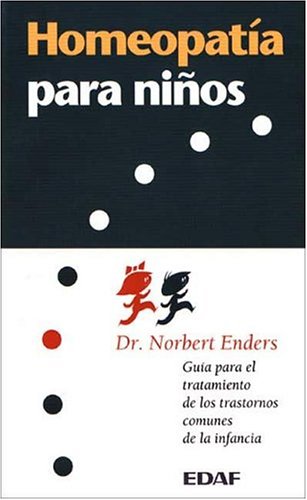 Homeopatía
para niños
Dr. Norbert Enders
Guía para el
tratamiento
de los trastornos
comunes
de la infancia
EDAF